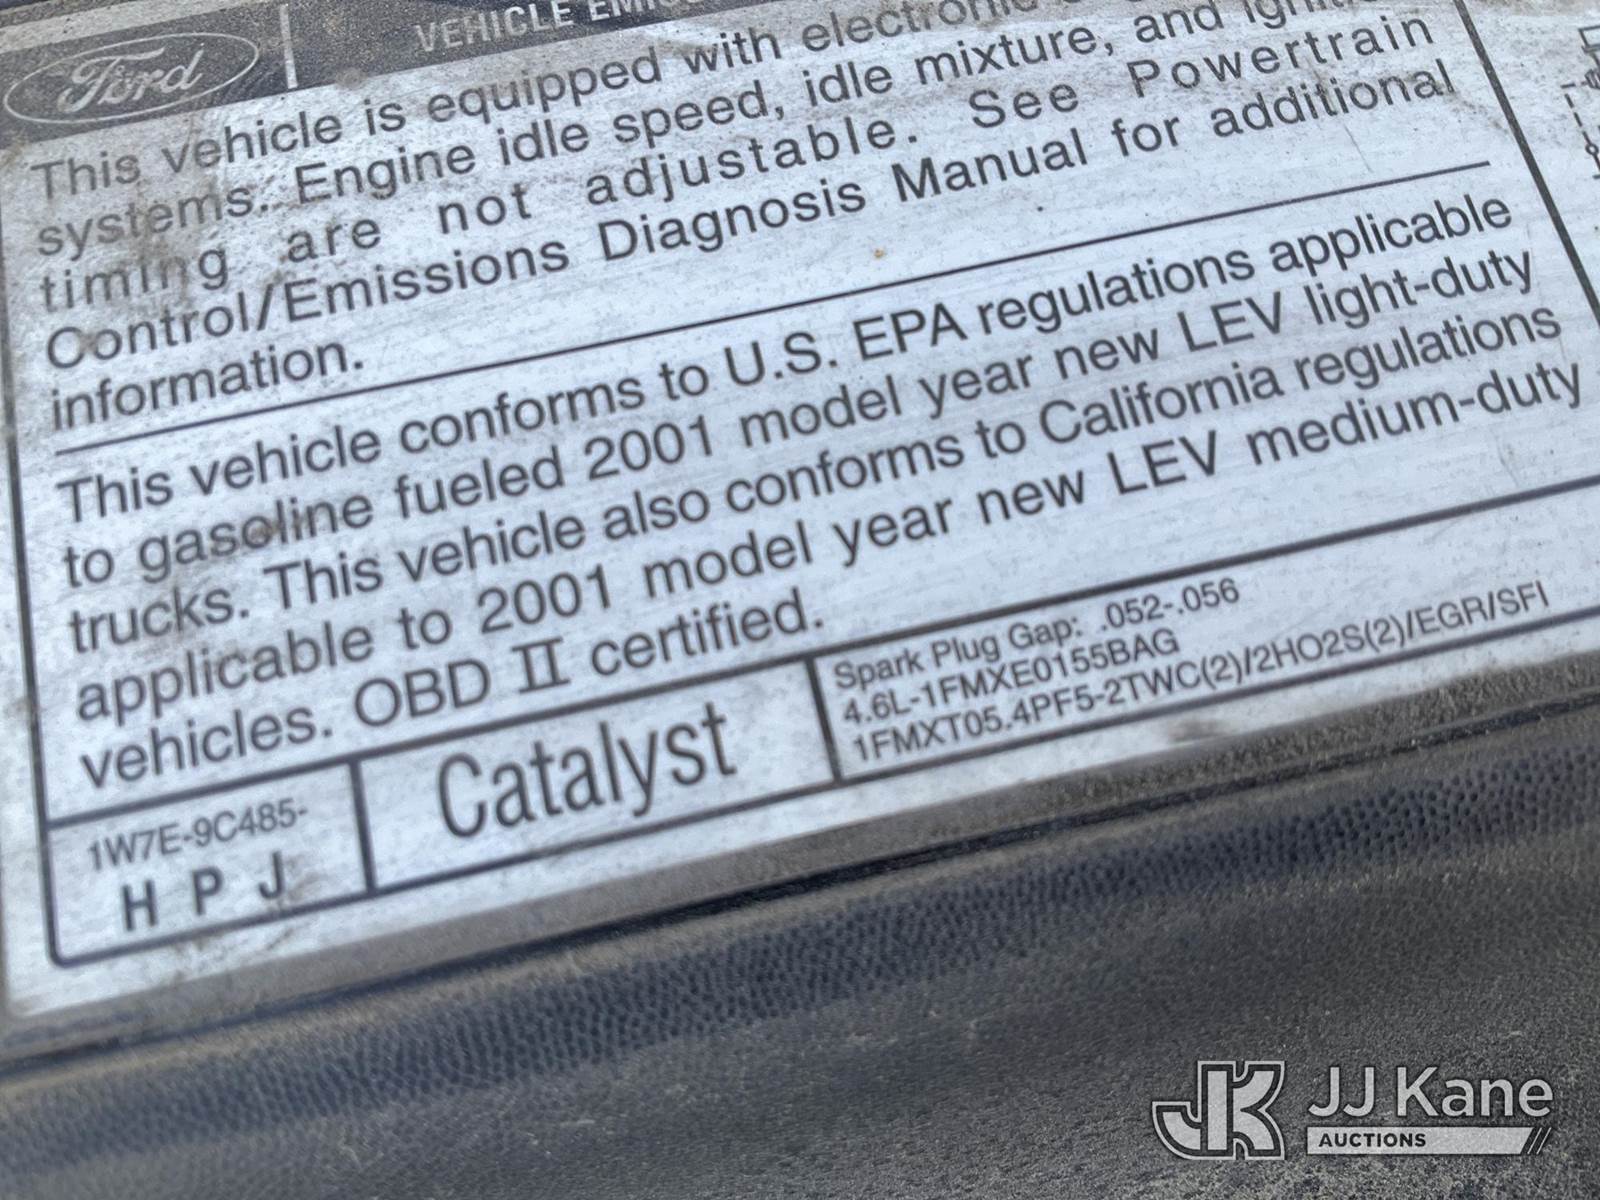 Ford
VEHICLE
This vehicle is equipped with electronic
systems. Engine idle speed, idle mixture, and
timing are not adjustable. See Powertrain
Control/Emissions Diagnosis Manual for additional
information.
This vehicle conforms to U.S. EPA regulations applicable
to gasoline fueled 2001 model year new LEV light-duty
trucks. This vehicle also conforms to California regulations
applicable to 2001 model year new LEV medium-duty
vehicles. OBD II certified.
1W7E-9C485-
H P J
Catalyst
Spark Plug Gap: .052-.056
4.6L-1FMXE0155BAG
1FMXT05.4PF5-2TWC(2)/2HO2S(2)/EGR/SFI
JK JJ Kane
AUCTIONS